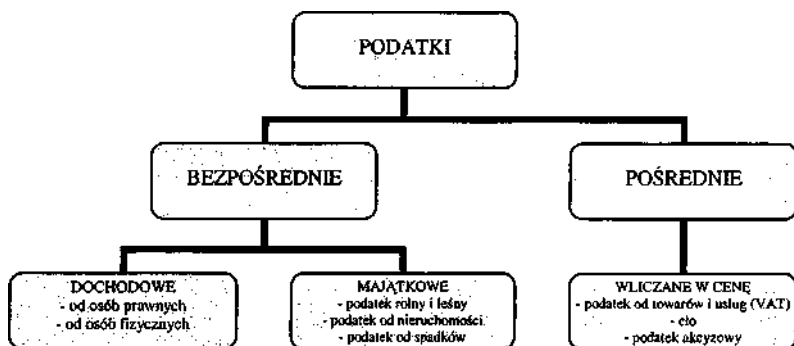 PODATKI
BEZPOŚREDNIE
POŚREDNIE
DOCHODOWE
- od osób prawnych
- od osób fizycznych
MAJĄTKOWE
- podatek rolny i leśny
- podatek od nieruchomości
- podatek od spadków
WLICZANE W CENĘ
- podatek od towarów i usług (VAT)
- cło
- podatek akcyzowy